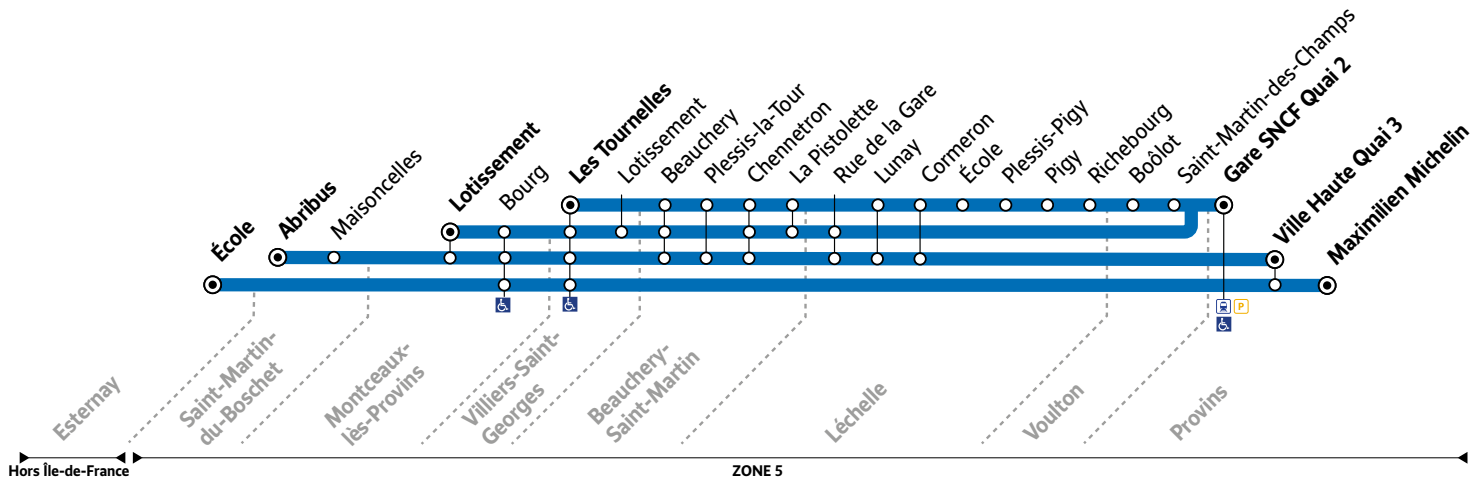 École
Abribus
Maisoncelles
Lotissement
Bourg
Les Tournelles
Lotissement
Beauchery
Plessis-la-Tour
Chennetron
La Pistolette
Rue de la Gare
Lunay
Cormeron
École
Plessis-Pigy
Pigy
Richebourg
Boôlot
Saint-Martin-des-Champs
Gare SNCF Quai 2
Ville Haute Quai 3
Maximilien Michelin
P
Esternay
Saint-Martin-
du-Boschet
Montceaux-
lès-Provins
Villiers-Saint-
Georges
Beauchery-
Saint-Martin
Léchelle
Voulton
Provins
Hors Île-de-France
ZONE 5